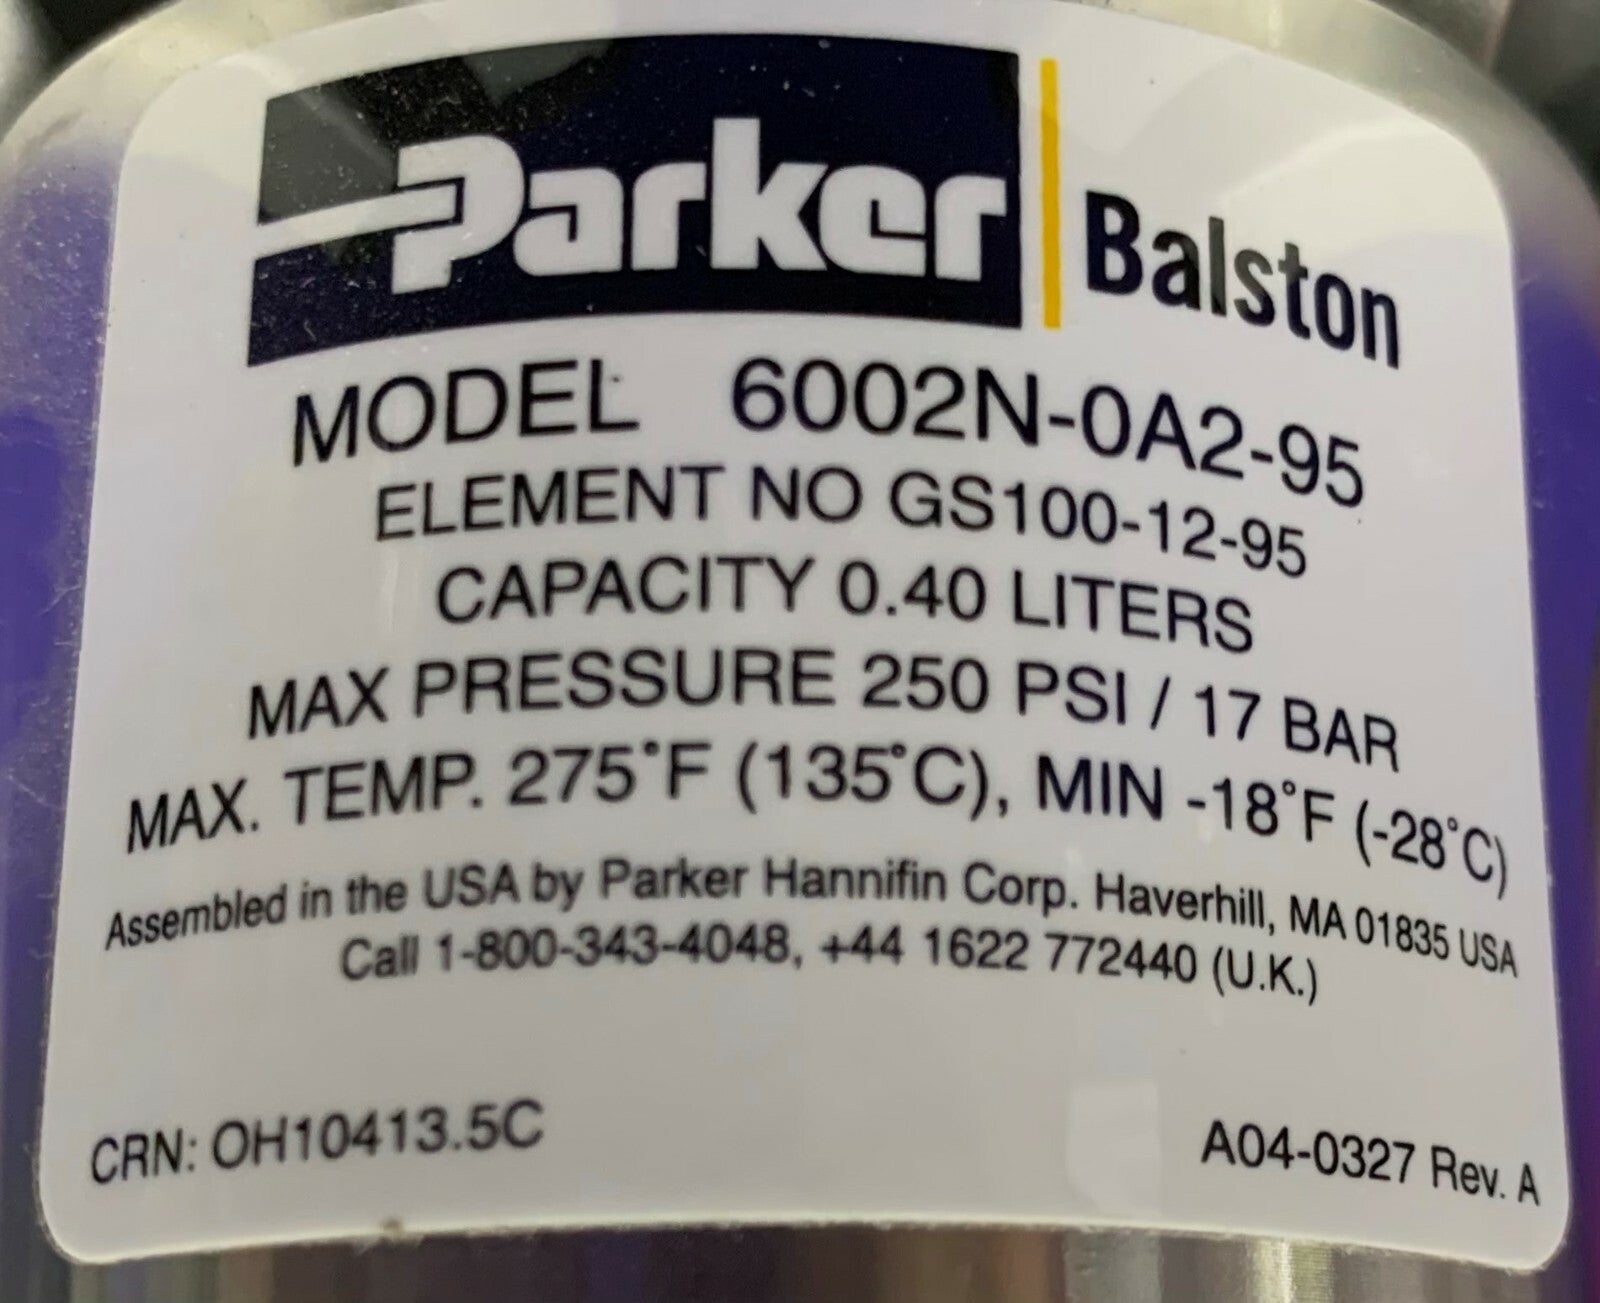 Parker | Balston
MODEL 6002N-0A2-95
ELEMENT NO GS100-12-95
CAPACITY 0.40 LITERS
MAX PRESSURE 250 PSI / 17 BAR
MAX. TEMP. 275°F (135°C), MIN -18°F (-28°C)
Assembled in the USA by Parker Hannifin Corp. Haverhill, MA 01835 USA
Call 1-800-343-4048, +44 1622 772440 (U.K.)
CRN: OH10413.5C
A04-0327 Rev. A